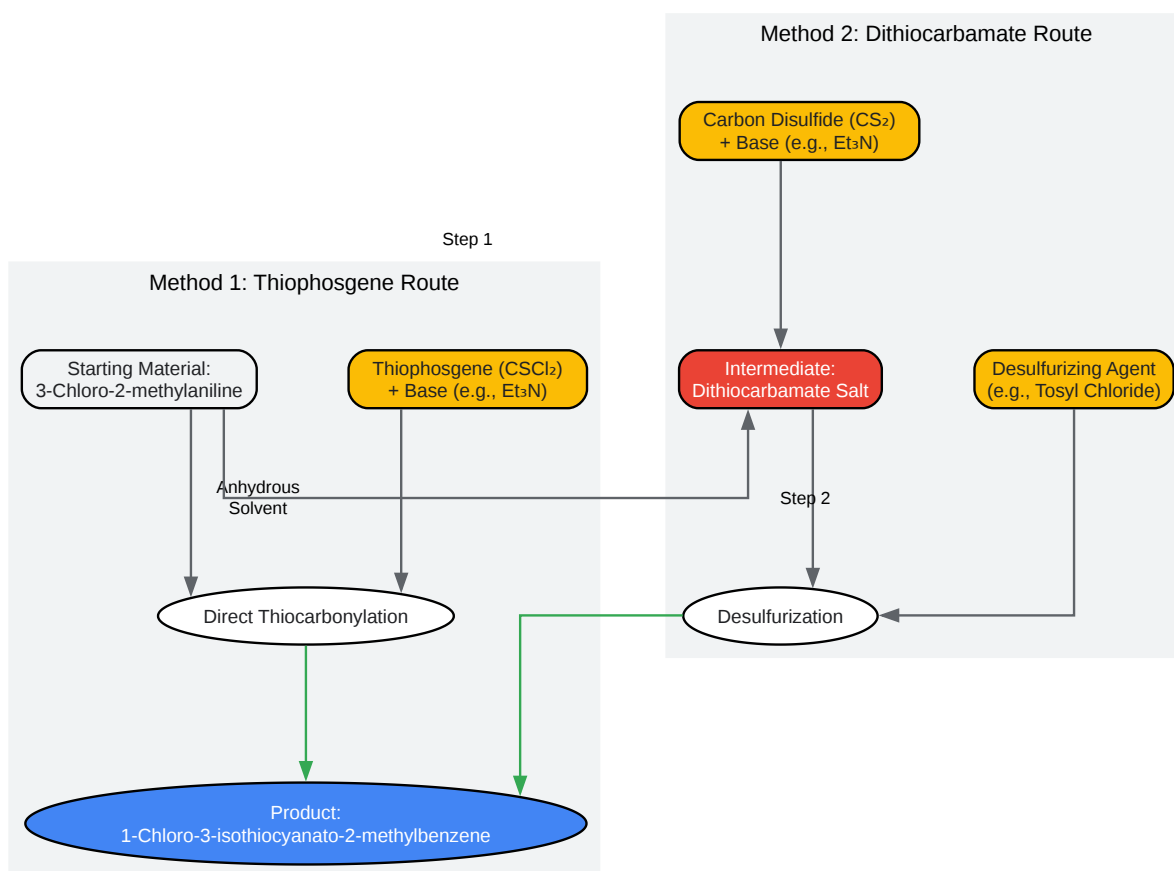 Method 2: Dithiocarbamate Route
Carbon Disulfide (CS₂)
+ Base (e.g., Et₃N)
Step 1
Method 1: Thiophosgene Route
Starting Material:
3-Chloro-2-methylaniline
Thiophosgene (CSCl₂)
+ Base (e.g., Et₃N)
Intermediate:
Dithiocarbamate Salt
Desulfurizing Agent
(e.g., Tosyl Chloride)
Anhydrous
Solvent
Step 2
Direct Thiocarbonylation
Desulfurization
Product:
1-Chloro-3-isothiocyanato-2-methylbenzene